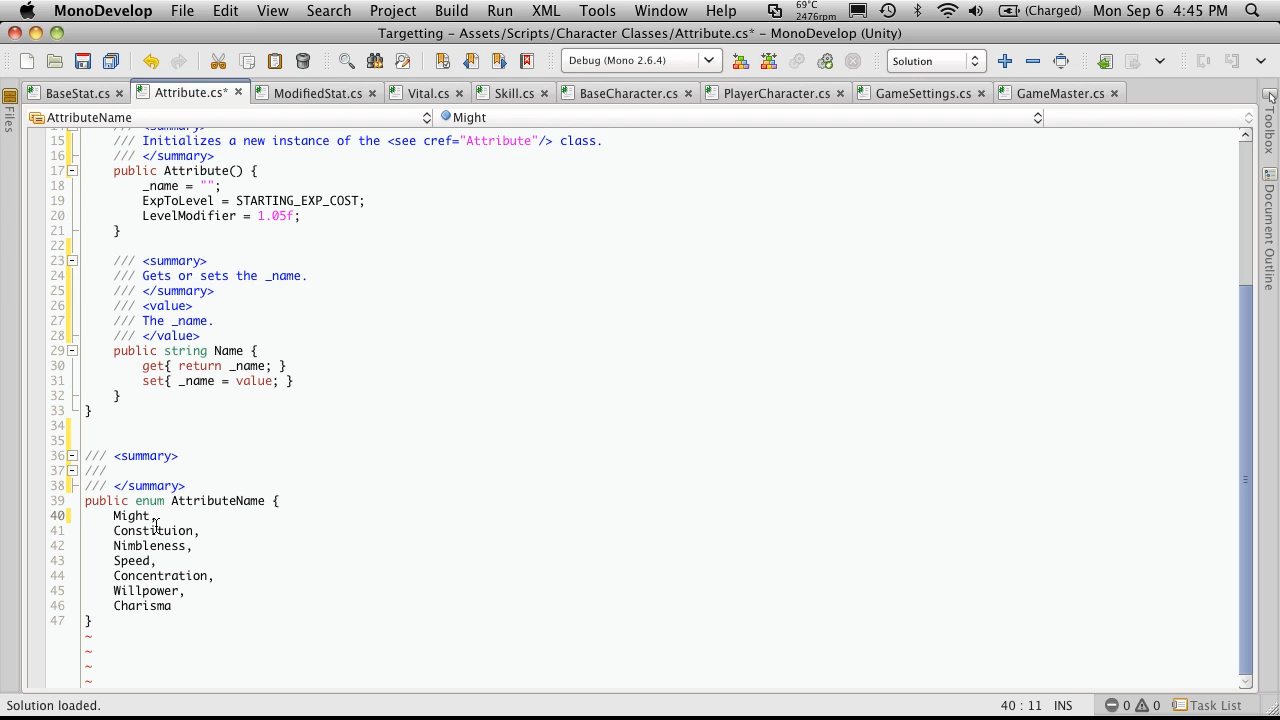 MonoDevelop File Edit View Search Project Build Run XML Tools Window Help 69°C 2476rpm (Charged) Mon Sep 6 4:45 PM
Targetting – Assets/Scripts/Character Classes/Attribute.cs* – MonoDevelop (Unity)
Debug (Mono 2.6.4) Solution
BaseStat.cs Attribute.cs* ModifiedStat.cs Vital.cs Skill.cs BaseCharacter.cs PlayerCharacter.cs GameSettings.cs GameMaster.cs
Files
AttributeName Might
Toolbox
Document Outline
14 /// <summary>
15 /// Initializes a new instance of the <see cref="Attribute"/> class.
16 /// </summary>
17 public Attribute() {
18 _name = "";
19 ExpToLevel = STARTING_EXP_COST;
20 LevelModifier = 1.05f;
21 }
22
23 /// <summary>
24 /// Gets or sets the _name.
25 /// </summary>
26 /// <value>
27 /// The _name.
28 /// </value>
29 public string Name {
30 get{ return _name; }
31 set{ _name = value; }
32 }
33 }
34
35
36 /// <summary>
37 ///
38 /// </summary>
39 public enum AttributeName {
40 Might,
41 Constituion,
42 Nimbleness,
43 Speed,
44 Concentration,
45 Willpower,
46 Charisma
47 }
~
~
~
~
Solution loaded. 40 : 11 INS 0 0 Task List